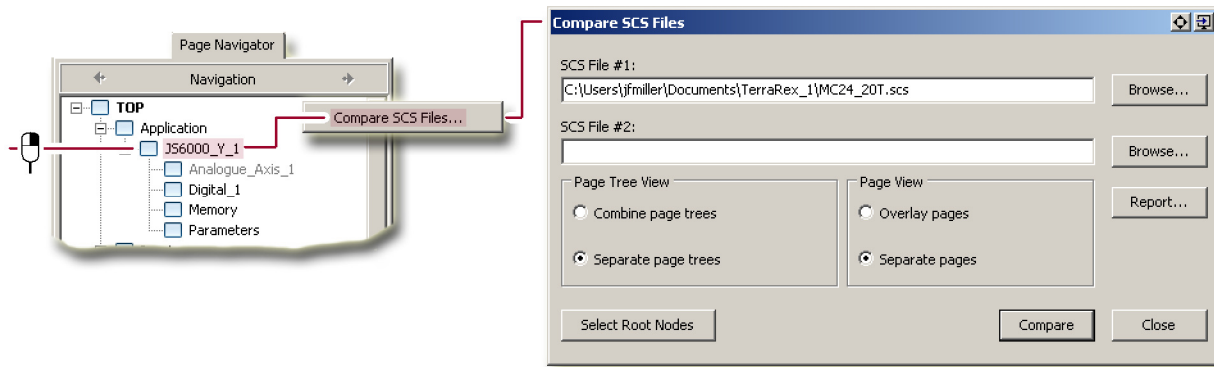 Page Navigator
Navigation
TOP
Application
JS6000_Y_1
Analogue_Axis_1
Digital_1
Memory
Parameters
Compare SCS Files...
Compare SCS Files
SCS File #1:
C:\Users\jfmiller\Documents\TerraRex_1\MC24_20T.scs
Browse...
SCS File #2:
Browse...
Page Tree View
Combine page trees
Separate page trees
Page View
Overlay pages
Separate pages
Report...
Select Root Nodes
Compare
Close